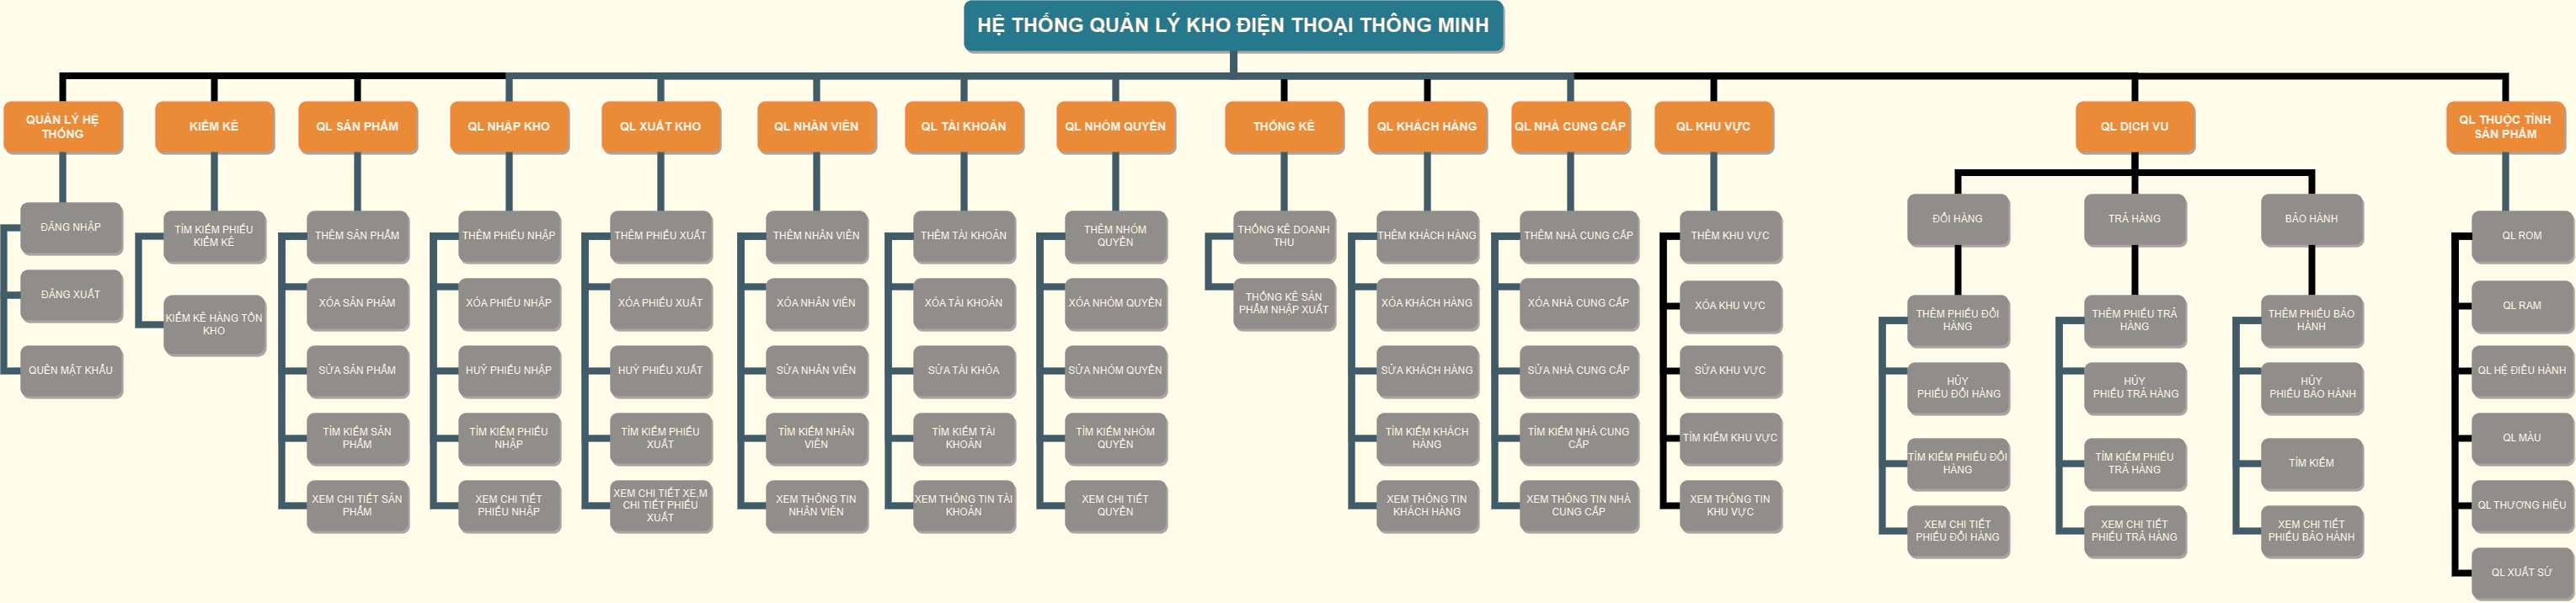 HỆ THỐNG QUẢN LÝ KHO ĐIỆN THOẠI THÔNG MINH
QUẢN LÝ HỆ
THỐNG
ĐĂNG NHẬP
ĐĂNG XUẤT
QUÊN MẬT KHẨU
KIỂM KÊ
TÌM KIẾM PHIẾU
KIỂM KÊ
KIỂM KÊ HÀNG TỒN
KHO
QL SẢN PHẨM
THÊM SẢN PHẨM
XÓA SẢN PHẨM
SỬA SẢN PHẨM
TÌM KIẾM SẢN
PHẨM
XEM CHI TIẾT SẢN
PHẨM
QL NHẬP KHO
THÊM PHIẾU NHẬP
XÓA PHIẾU NHẬP
HUỶ PHIẾU NHẬP
TÌM KIẾM PHIẾU
NHẬP
XEM CHI TIẾT
PHIẾU NHẬP
QL XUẤT KHO
THÊM PHIẾU XUẤT
XÓA PHIẾU XUẤT
HUỶ PHIẾU XUẤT
TÌM KIẾM PHIẾU
XUẤT
XEM CHI TIẾT XE,M
CHI TIẾT PHIẾU
XUẤT
QL NHÂN VIÊN
THÊM NHÂN VIÊN
XÓA NHÂN VIÊN
SỬA NHÂN VIÊN
TÌM KIẾM NHÂN
VIÊN
XEM THÔNG TIN
NHÂN VIÊN
QL TÀI KHOẢN
THÊM TÀI KHOẢN
XÓA TÀI KHOẢN
SỬA TÀI KHÓA
TÌM KIẾM TÀI
KHOẢN
XEM THÔNG TIN TÀI
KHOẢN
QL NHÓM QUYỀN
THÊM NHÓM
QUYỀN
XÓA NHÓM QUYỀN
SỬA NHÓM QUYỀN
TÌM KIẾM NHÓM
QUYỀN
XEM CHI TIẾT
QUYỀN
THỐNG KÊ
THỐNG KÊ DOANH
THU
THỐNG KÊ SẢN
PHẨM NHẬP XUẤT
QL KHÁCH HÀNG
THÊM KHÁCH HÀNG
XÓA KHÁCH HÀNG
SỬA KHÁCH HÀNG
TÌM KIẾM KHÁCH
HÀNG
XEM THÔNG TIN
KHÁCH HÀNG
QL NHÀ CUNG CẤP
THÊM NHÀ CUNG CẤP
XÓA NHÀ CUNG CẤP
SỬA NHÀ CUNG CẤP
TÌM KIẾM NHÀ CUNG
CẤP
XEM THÔNG TIN NHÀ
CUNG CẤP
QL KHU VỰC
THÊM KHU VỰC
XÓA KHU VỰC
SỬA KHU VỰC
TÌM KIẾM KHU VỰC
XEM THÔNG TIN
KHU VỰC
QL DỊCH VU
ĐỔI HÀNG
THÊM PHIẾU ĐỔI
HÀNG
HỦY
PHIẾU ĐỔI HÀNG
TÌM KIẾM PHIẾU ĐỔI
HÀNG
XEM CHI TIẾT
PHIẾU ĐỔI HÀNG
TRẢ HÀNG
THÊM PHIẾU TRẢ
HÀNG
HỦY
PHIẾU TRẢ HÀNG
TÌM KIẾM PHIẾU
TRẢ HÀNG
XEM CHI TIẾT
PHIẾU TRẢ HÀNG
BẢO HÀNH
THÊM PHIẾU BẢO
HÀNH
HỦY
PHIẾU BẢO HÀNH
TÌM KIẾM
XEM CHI TIẾT
PHIẾU BẢO HÀNH
QL THUỘC TÍNH
SẢN PHẨM
QL ROM
QL RAM
QL HỆ ĐIỀU HÀNH
QL MÀU
QL THƯƠNG HIỆU
QL XUẤT SỨ